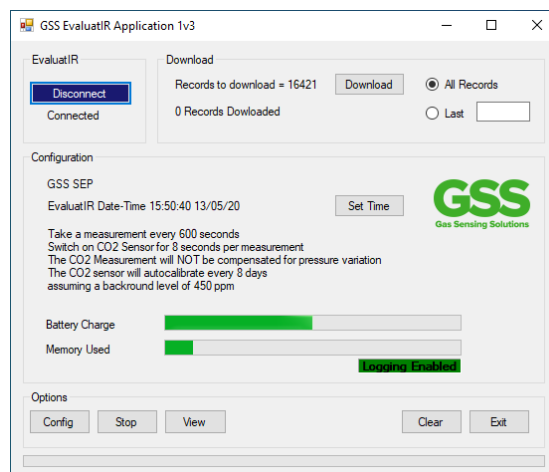 GSS EvaluatIR Application 1v3
EvaluatIR
Disconnect
Connected
Download
Records to download = 16421
Download
All Records
0 Records Dowloaded
Last
Configuration
GSS SEP
EvaluatIR Date-Time 15:50:40 13/05/20
Set Time
GSS
Gas Sensing Solutions
Take a measurement every 600 seconds
Switch on CO2 Sensor for 8 seconds per measurement
The CO2 Measurement will NOT be compensated for pressure variation
The CO2 sensor will autocalibrate every 8 days
assuming a backround level of 450 ppm
Battery Charge
Memory Used
Logging Enabled
Options
Config
Stop
View
Clear
Exit